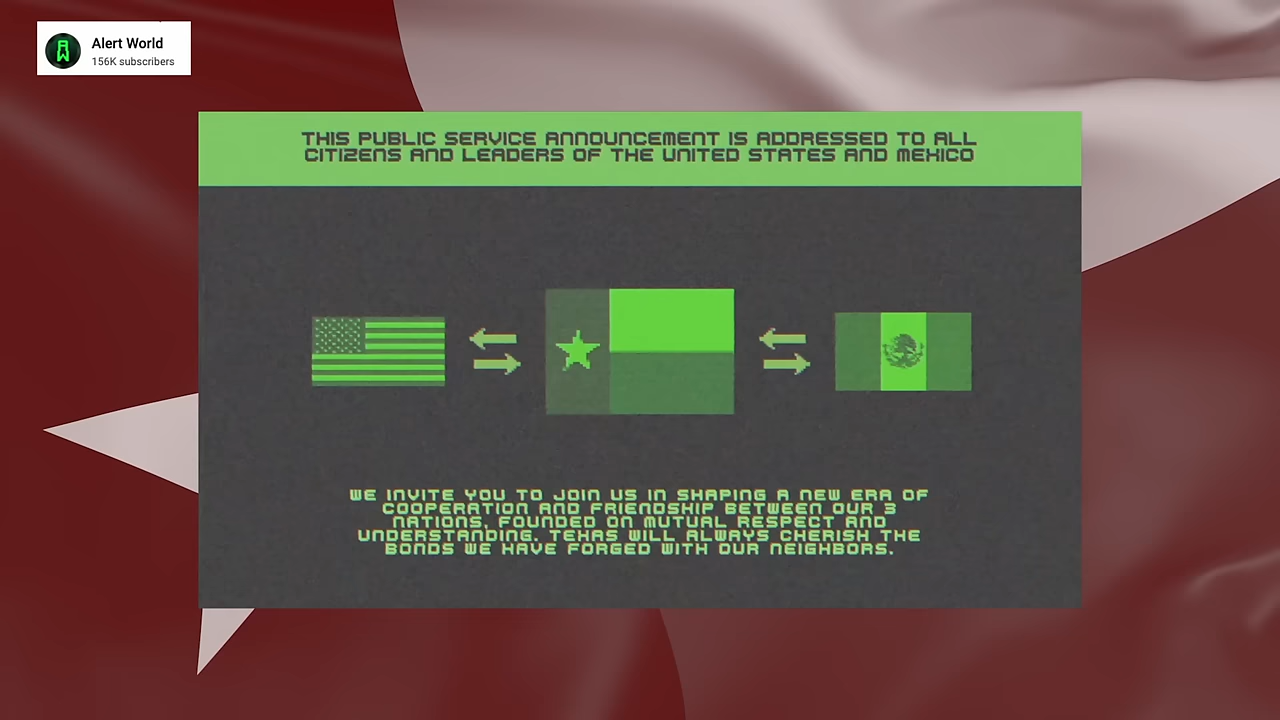 Alert World
156K subscribers
THIS PUBLIC SERVICE ANNOUNCEMENT IS ADDRESSED TO ALL
CITIZENS AND LEADERS OF THE UNITED STATES AND MEXICO
WE INVITE YOU TO JOIN US IN SHAPING A NEW ERA OF
COOPERATION AND FRIENDSHIP BETWEEN OUR 3
NATIONS, FOUNDED ON MUTUAL RESPECT AND
UNDERSTANDING. TEXAS WILL ALWAYS CHERISH THE
BONDS WE HAVE FORGED WITH OUR NEIGHBORS.